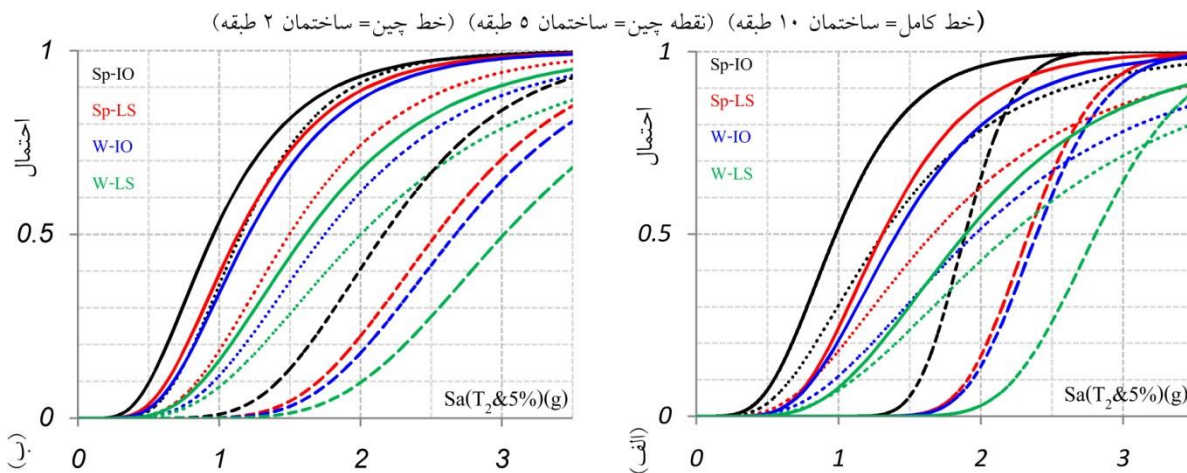 (خط کامل= ساختمان ۱۰ طبقه) (نقطه چین= ساختمان ۵ طبقه) (خط چین= ساختمان ۲ طبقه)
1
Sp-IO
Sp-LS
W-IO
W-LS
احتمال
0.5
0
Sa(T₂&5%)(g)
0 1 2 3
(الف)
1
Sp-IO
Sp-LS
W-IO
W-LS
احتمال
0.5
0
Sa(T₂&5%)(g)
0 1 2 3
(ب)